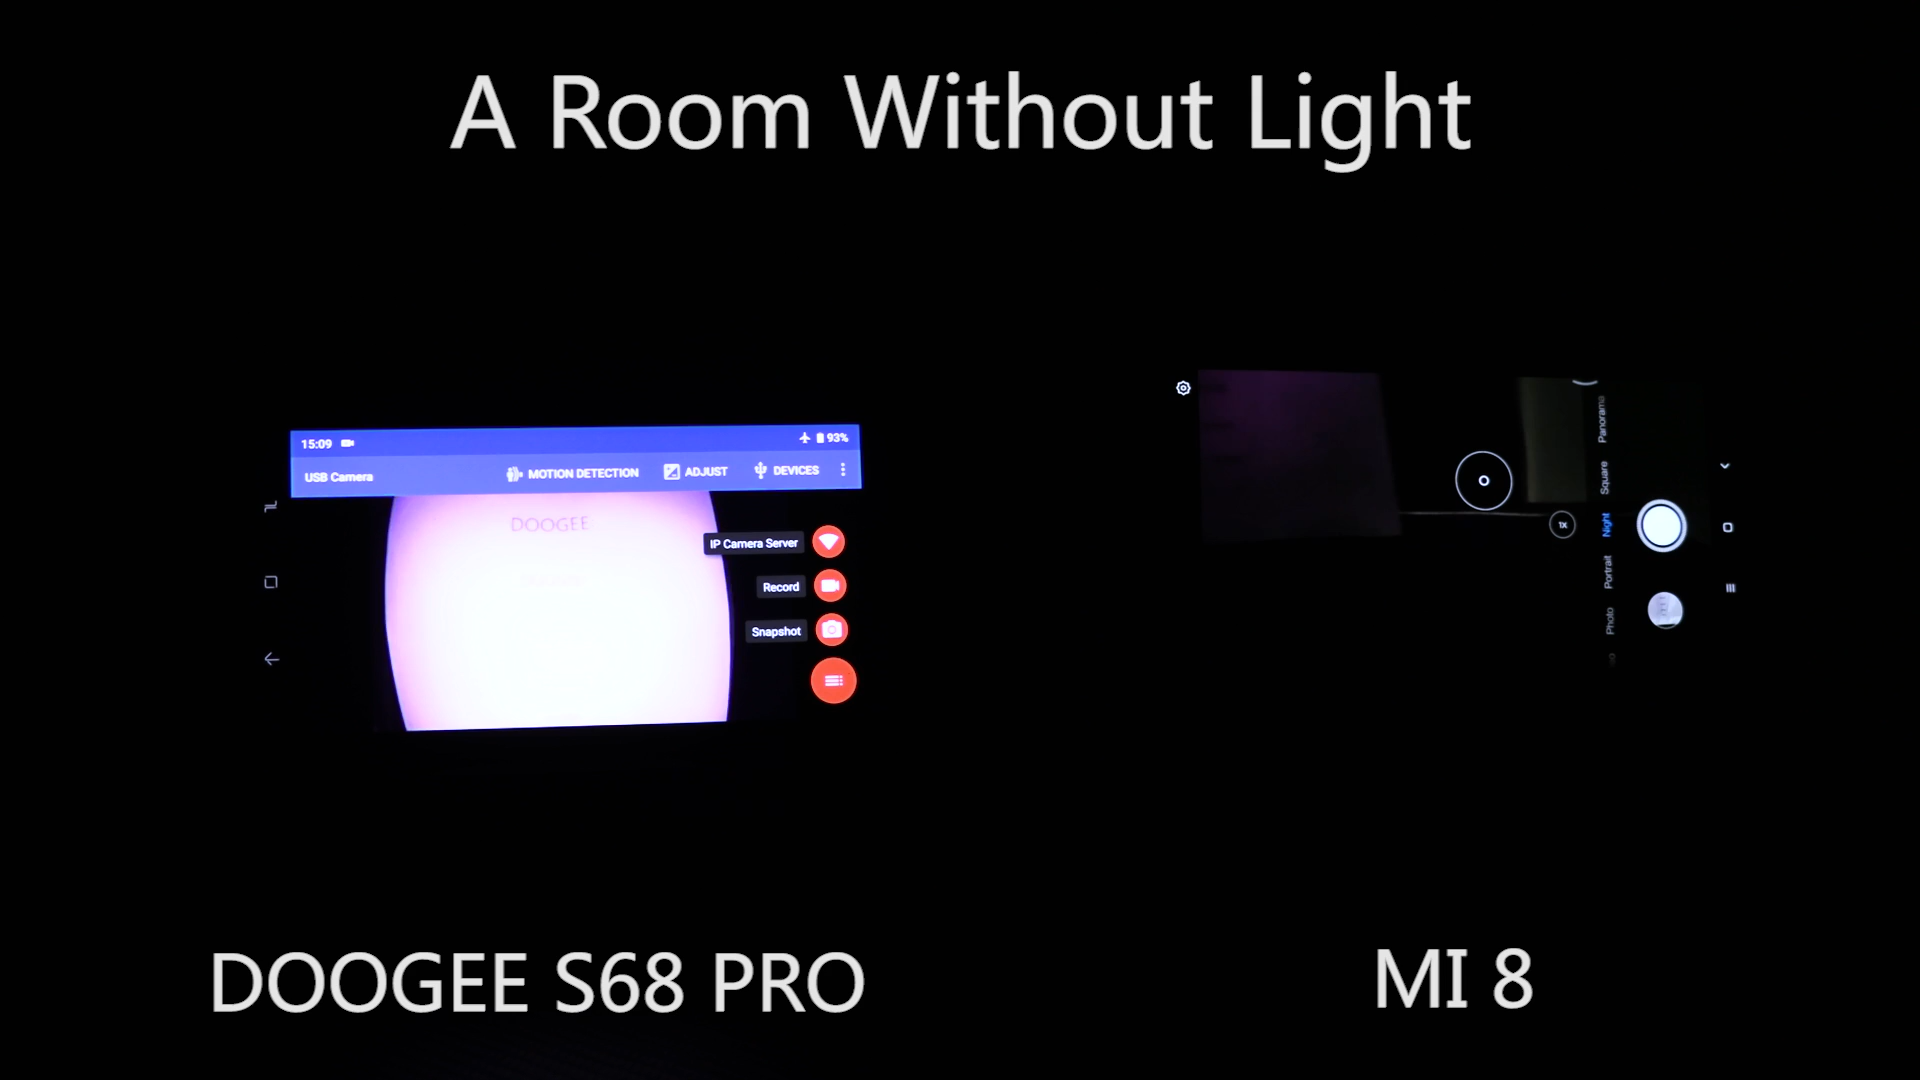 A Room Without Light
15:09
93%
USB Camera
MOTION DETECTION
ADJUST
DEVICES
DOOGEE
IP Camera Server
Record
Snapshot
Panorama
Square
Night
Portrait
Photo
1X
DOOGEE S68 PRO
MI 8